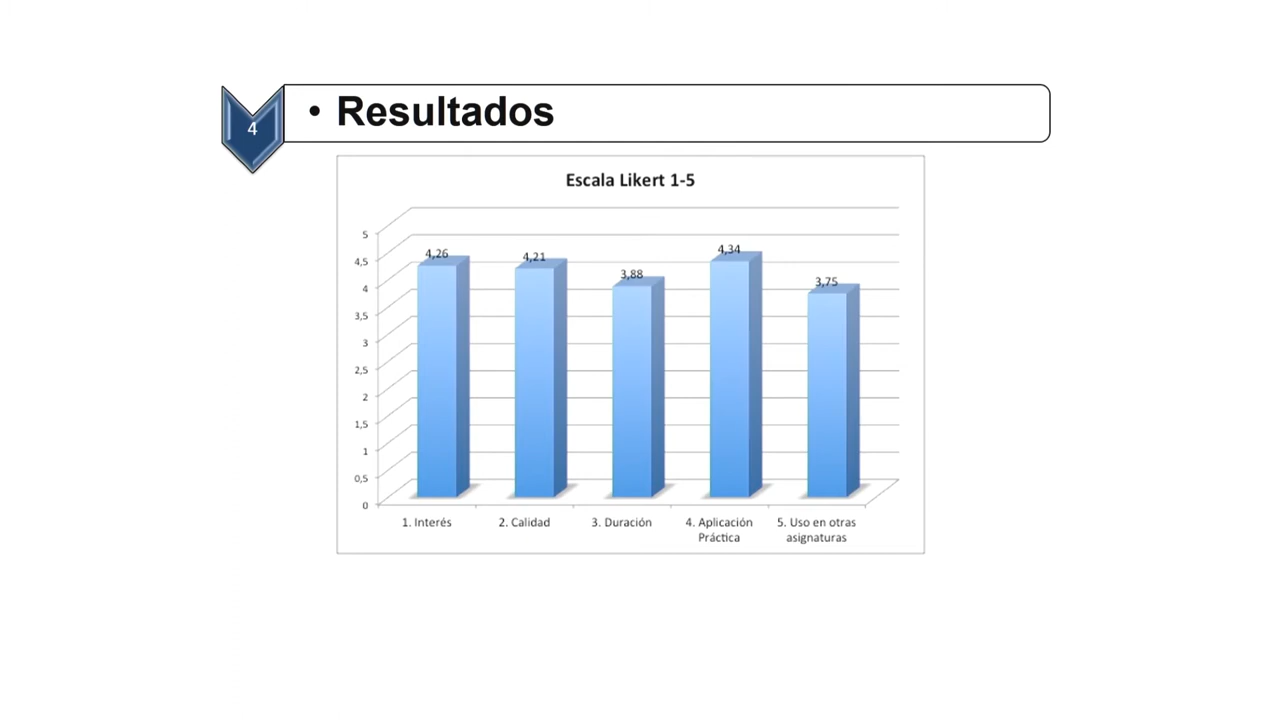 4
• Resultados
Escala Likert 1-5
5
4,5
4
3,5
3
2,5
2
1,5
1
0,5
0
4,26
4,21
3,88
4,34
3,75
1. Interés
2. Calidad
3. Duración
4. Aplicación
Práctica
5. Uso en otras
asignaturas